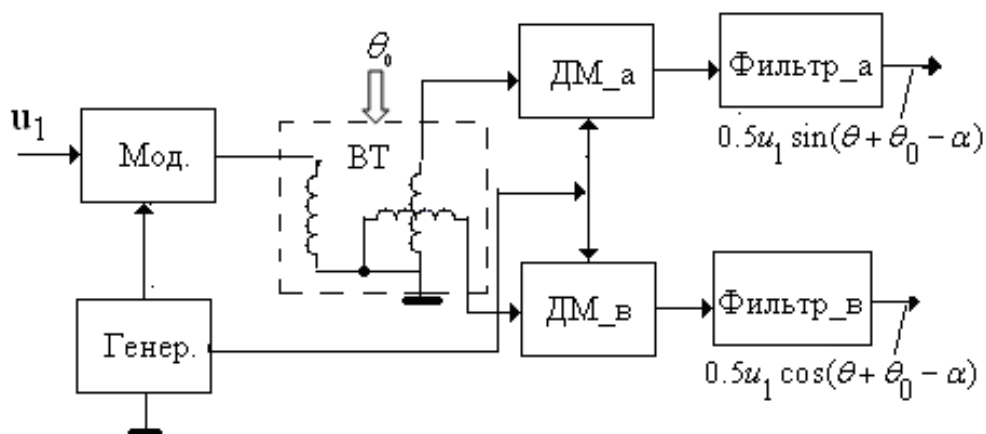 θ₀
ДМ_а
Фильтр_а
u₁
Мод.
ВТ
0.5u₁ sin(θ + θ₀ − α)
Генер.
ДМ_в
Фильтр_в
0.5u₁ cos(θ + θ₀ − α)